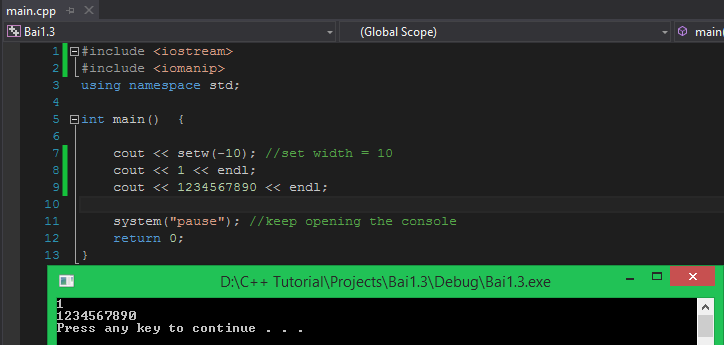 main.cpp
Bai1.3 (Global Scope) main(
1 #include <iostream>
2 #include <iomanip>
3 using namespace std;
4
5 int main()  {
6
7     cout << setw(-10); //set width = 10
8     cout << 1 << endl;
9     cout << 1234567890 << endl;
10
11     system("pause"); //keep opening the console
12     return 0;
13 }
D:\C++ Tutorial\Projects\Bai1.3\Debug\Bai1.3.exe
1
1234567890
Press any key to continue . . .